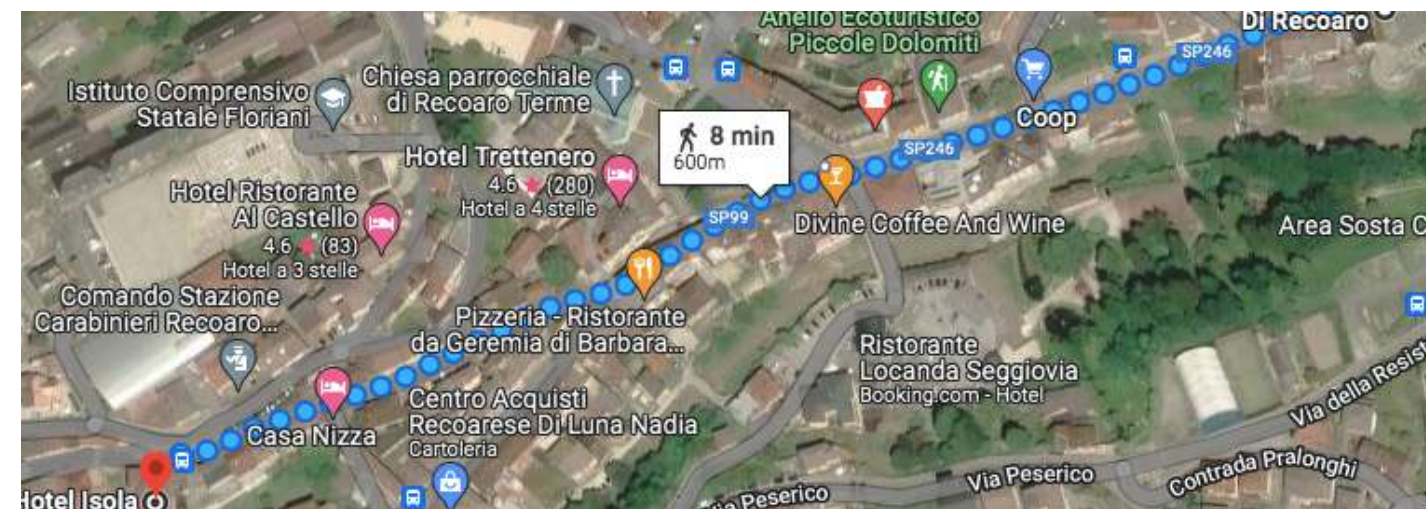 Anello Ecoturistico
Piccole Dolomiti
Di Recoaro
SP246
Istituto Comprensivo
Statale Floriani
Chiesa parrocchiale
di Recoaro Terme
Coop
8 min
600m
SP246
Hotel Trettenero
4.6 (280)
Hotel a 4 stelle
Hotel Ristorante
Al Castello
4.6 (83)
Hotel a 3 stelle
SP99
Divine Coffee And Wine
Area Sosta C
Comando Stazione
Carabinieri Recoaro...
Pizzeria - Ristorante
da Geremia di Barbara...
Ristorante
Locanda Seggiovia
Booking.com - Hotel
Centro Acquisti
Recoarese Di Luna Nadia
Cartoleria
Casa Nizza
Via della Resist
Via Peserico
Contrada Pralonghi
Hotel Isola
Peserico